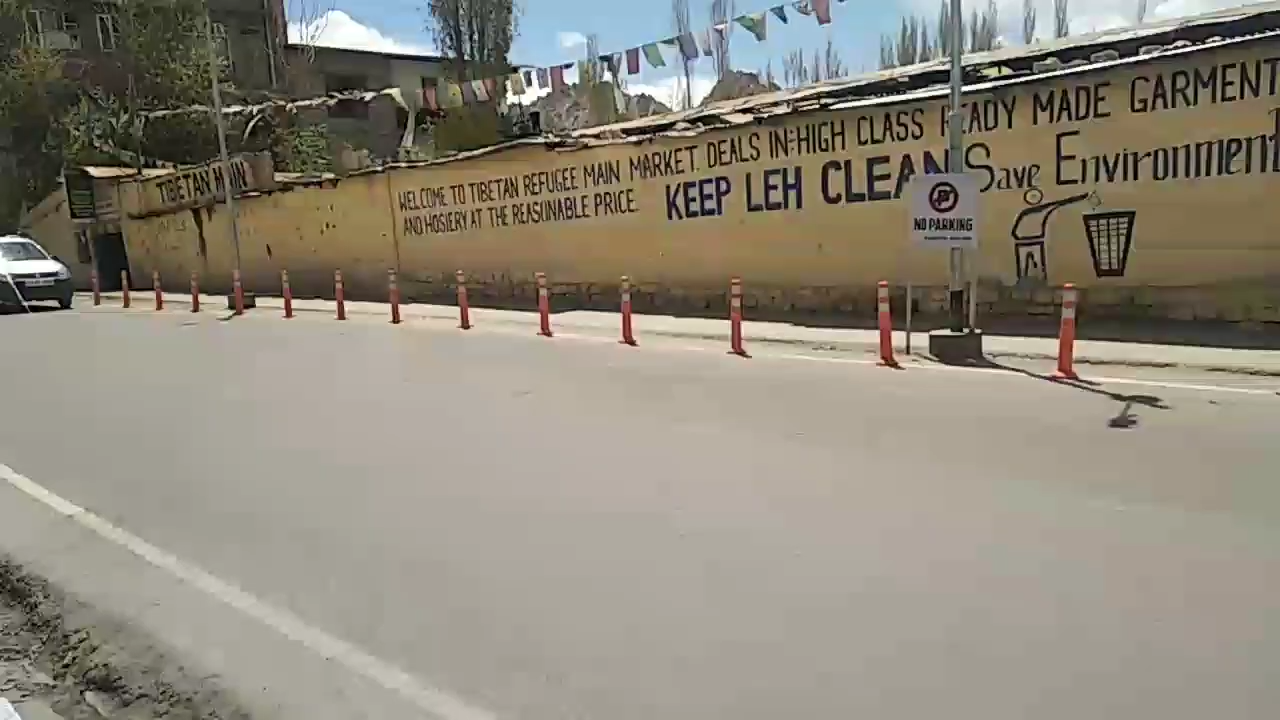 TIBETAN MAIN
WELCOME TO TIBETAN REFUGEE MAIN MARKET. DEALS IN:-HIGH CLASS READY MADE GARMENT
AND HOSIERY AT THE REASUNABLE PRICE.
KEEP LEH CLEAN Save Environment
NO PARKING